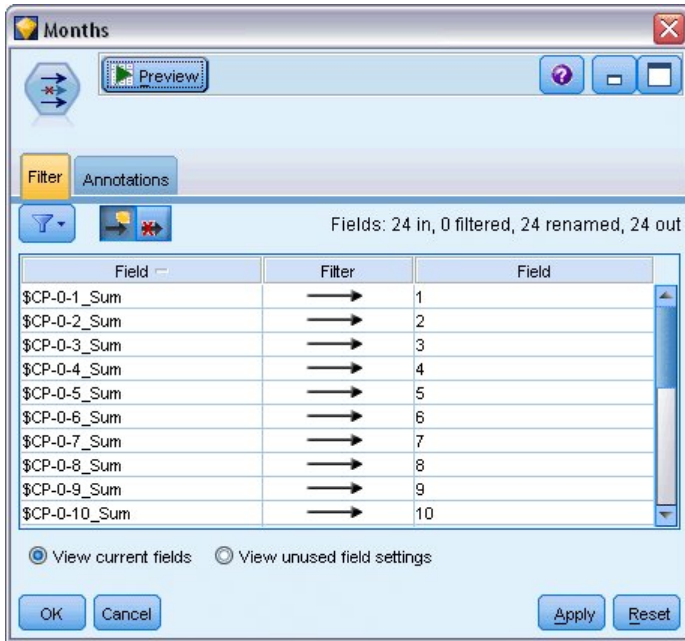 Months
Preview
Filter Annotations
Fields: 24 in, 0 filtered, 24 renamed, 24 out
Field Filter Field
$CP-0-1_Sum 1
$CP-0-2_Sum 2
$CP-0-3_Sum 3
$CP-0-4_Sum 4
$CP-0-5_Sum 5
$CP-0-6_Sum 6
$CP-0-7_Sum 7
$CP-0-8_Sum 8
$CP-0-9_Sum 9
$CP-0-10_Sum 10
View current fields View unused field settings
OK Cancel Apply Reset